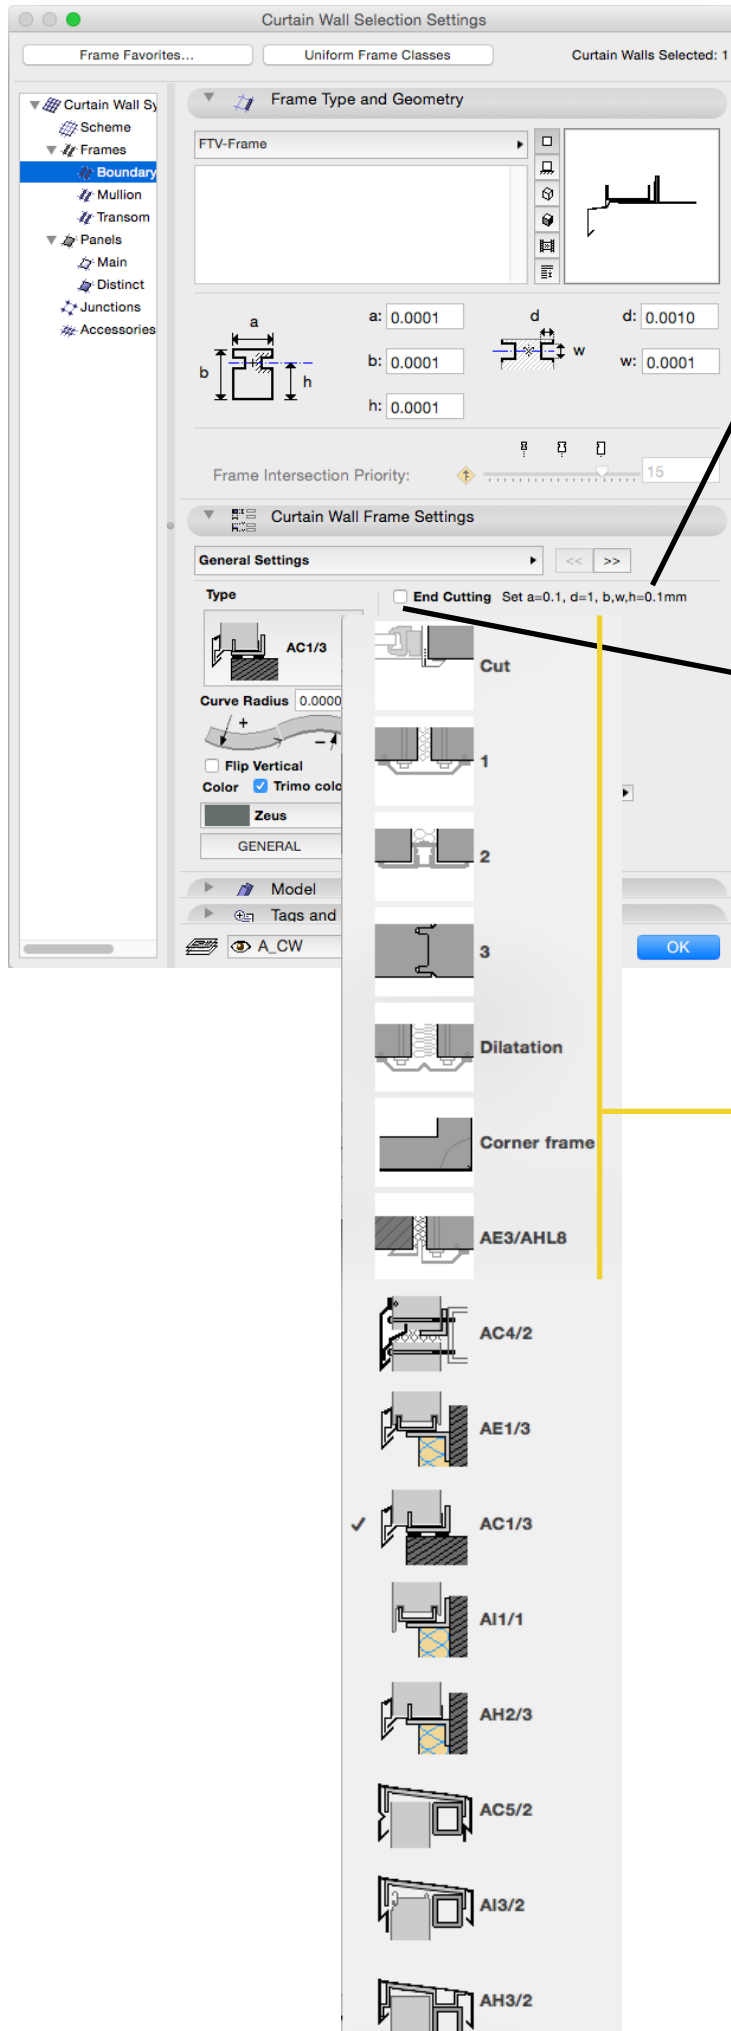 Curtain Wall Selection Settings
Frame Favorites...
Uniform Frame Classes
Curtain Walls Selected: 1
Curtain Wall Sy
Scheme
Frames
Boundary
Mullion
Transom
Panels
Main
Distinct
Junctions
Accessories
Frame Type and Geometry
FTV-Frame
a
b
h
a: 0.0001
b: 0.0001
h: 0.0001
d
w
d: 0.0010
w: 0.0001
Frame Intersection Priority:
15
Curtain Wall Frame Settings
General Settings
<<
>>
Type
End Cutting Set a=0.1, d=1, b,w,h=0.1mm
AC1/3
Curve Radius 0.0000
+
−
Flip Vertical
Color Trimo colo
Zeus
GENERAL
Model
Tags and
A_CW
OK
Cut
1
2
3
Dilatation
Corner frame
AE3/AHL8
AC4/2
AE1/3
AC1/3
AI1/1
AH2/3
AC5/2
AI3/2
AH3/2